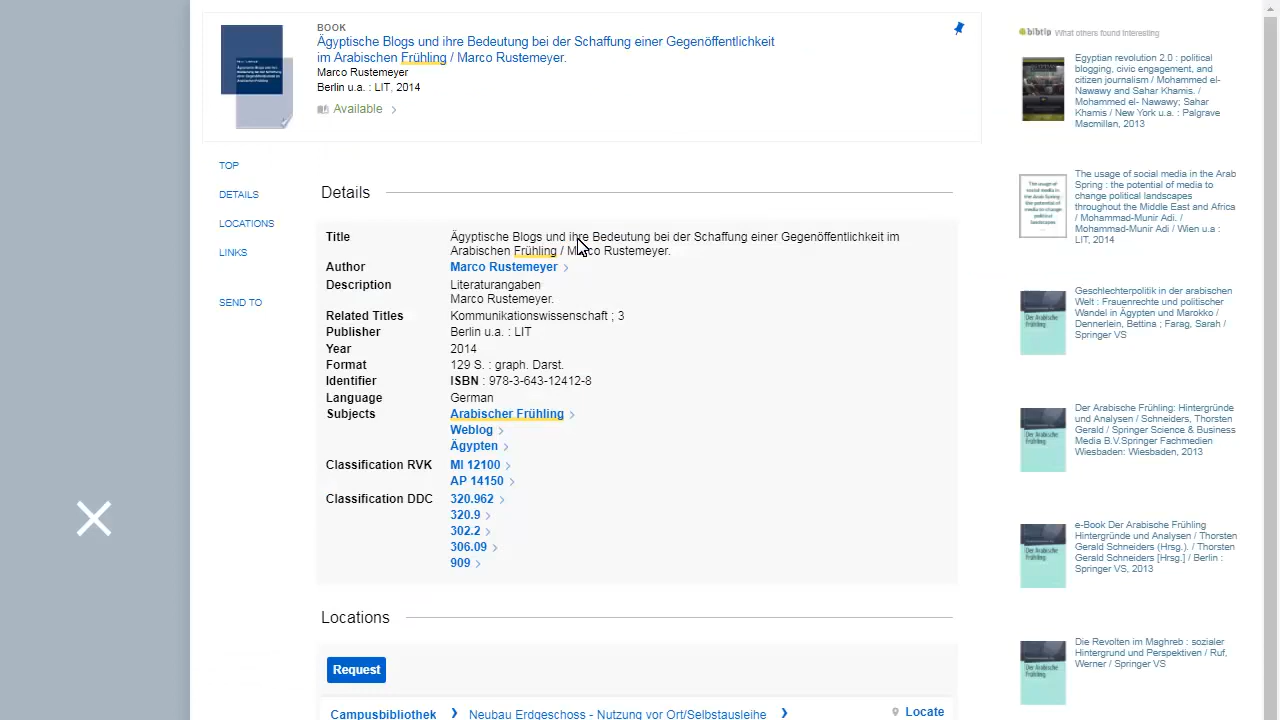 BOOK
Ägyptische Blogs und ihre Bedeutung bei der Schaffung einer Gegenöffentlichkeit
im Arabischen Frühling / Marco Rustemeyer.
Marco Rustemeyer
Berlin u.a. : LIT, 2014
Available
TOP
DETAILS
LOCATIONS
LINKS
SEND TO
Details
Title Ägyptische Blogs und ihre Bedeutung bei der Schaffung einer Gegenöffentlichkeit im
Arabischen Frühling / Marco Rustemeyer.
Author Marco Rustemeyer
Description Literaturangaben
Marco Rustemeyer.
Related Titles Kommunikationswissenschaft ; 3
Publisher Berlin u.a. : LIT
Year 2014
Format 129 S. : graph. Darst.
Identifier ISBN : 978-3-643-12412-8
Language German
Subjects Arabischer Frühling
Weblog
Ägypten
Classification RVK MI 12100
AP 14150
Classification DDC 320.962
320.9
302.2
306.09
909
Locations
Request
Campusbibliothek Neubau Erdgeschoss - Nutzung vor Ort/Selbstausleihe Locate
bibtip What others found interesting
Egyptian revolution 2.0 : political
blogging, civic engagement, and
citizen journalism / Mohammed el-
Nawawy and Sahar Khamis. /
Mohammed el- Nawawy; Sahar
Khamis / New York u.a. : Palgrave
Macmillan, 2013
The usage of social media in the Arab
Spring : the potential of media to
change political landscapes
throughout the Middle East and Africa
/ Mohammad-Munir Adi. /
Mohammad-Munir Adi / Wien u.a :
LIT, 2014
Geschlechterpolitik in der arabischen
Welt : Frauenrechte und politischer
Wandel in Ägypten und Marokko /
Dennerlein, Bettina ; Farag, Sarah /
Springer VS
Der Arabische Frühling: Hintergründe
und Analysen / Schneiders, Thorsten
Gerald / Springer Science & Business
Media B.V.Springer Fachmedien
Wiesbaden: Wiesbaden, 2013
e-Book Der Arabische Frühling
Hintergründe und Analysen / Thorsten
Gerald Schneiders (Hrsg.). / Thorsten
Gerald Schneiders [Hrsg.] / Berlin :
Springer VS, 2013
Die Revolten im Maghreb : sozialer
Hintergrund und Perspektiven / Ruf,
Werner / Springer VS